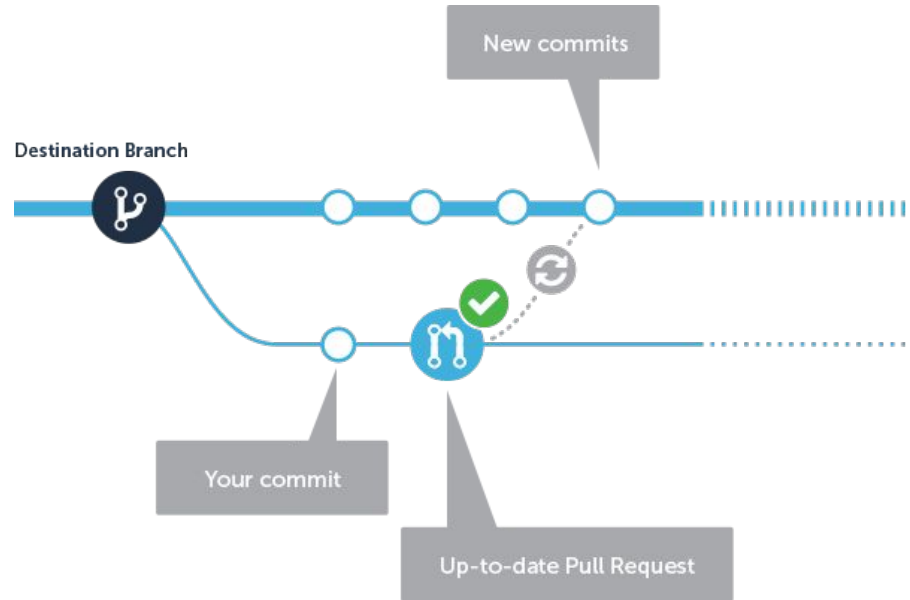 New commits
Destination Branch
Your commit
Up-to-date Pull Request